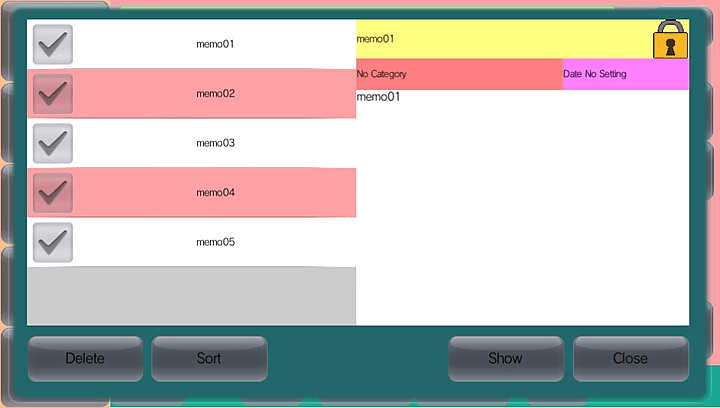 memo01
memo02
memo03
memo04
memo05
memo01
No Category
Date No Setting
memo01
Delete
Sort
Show
Close